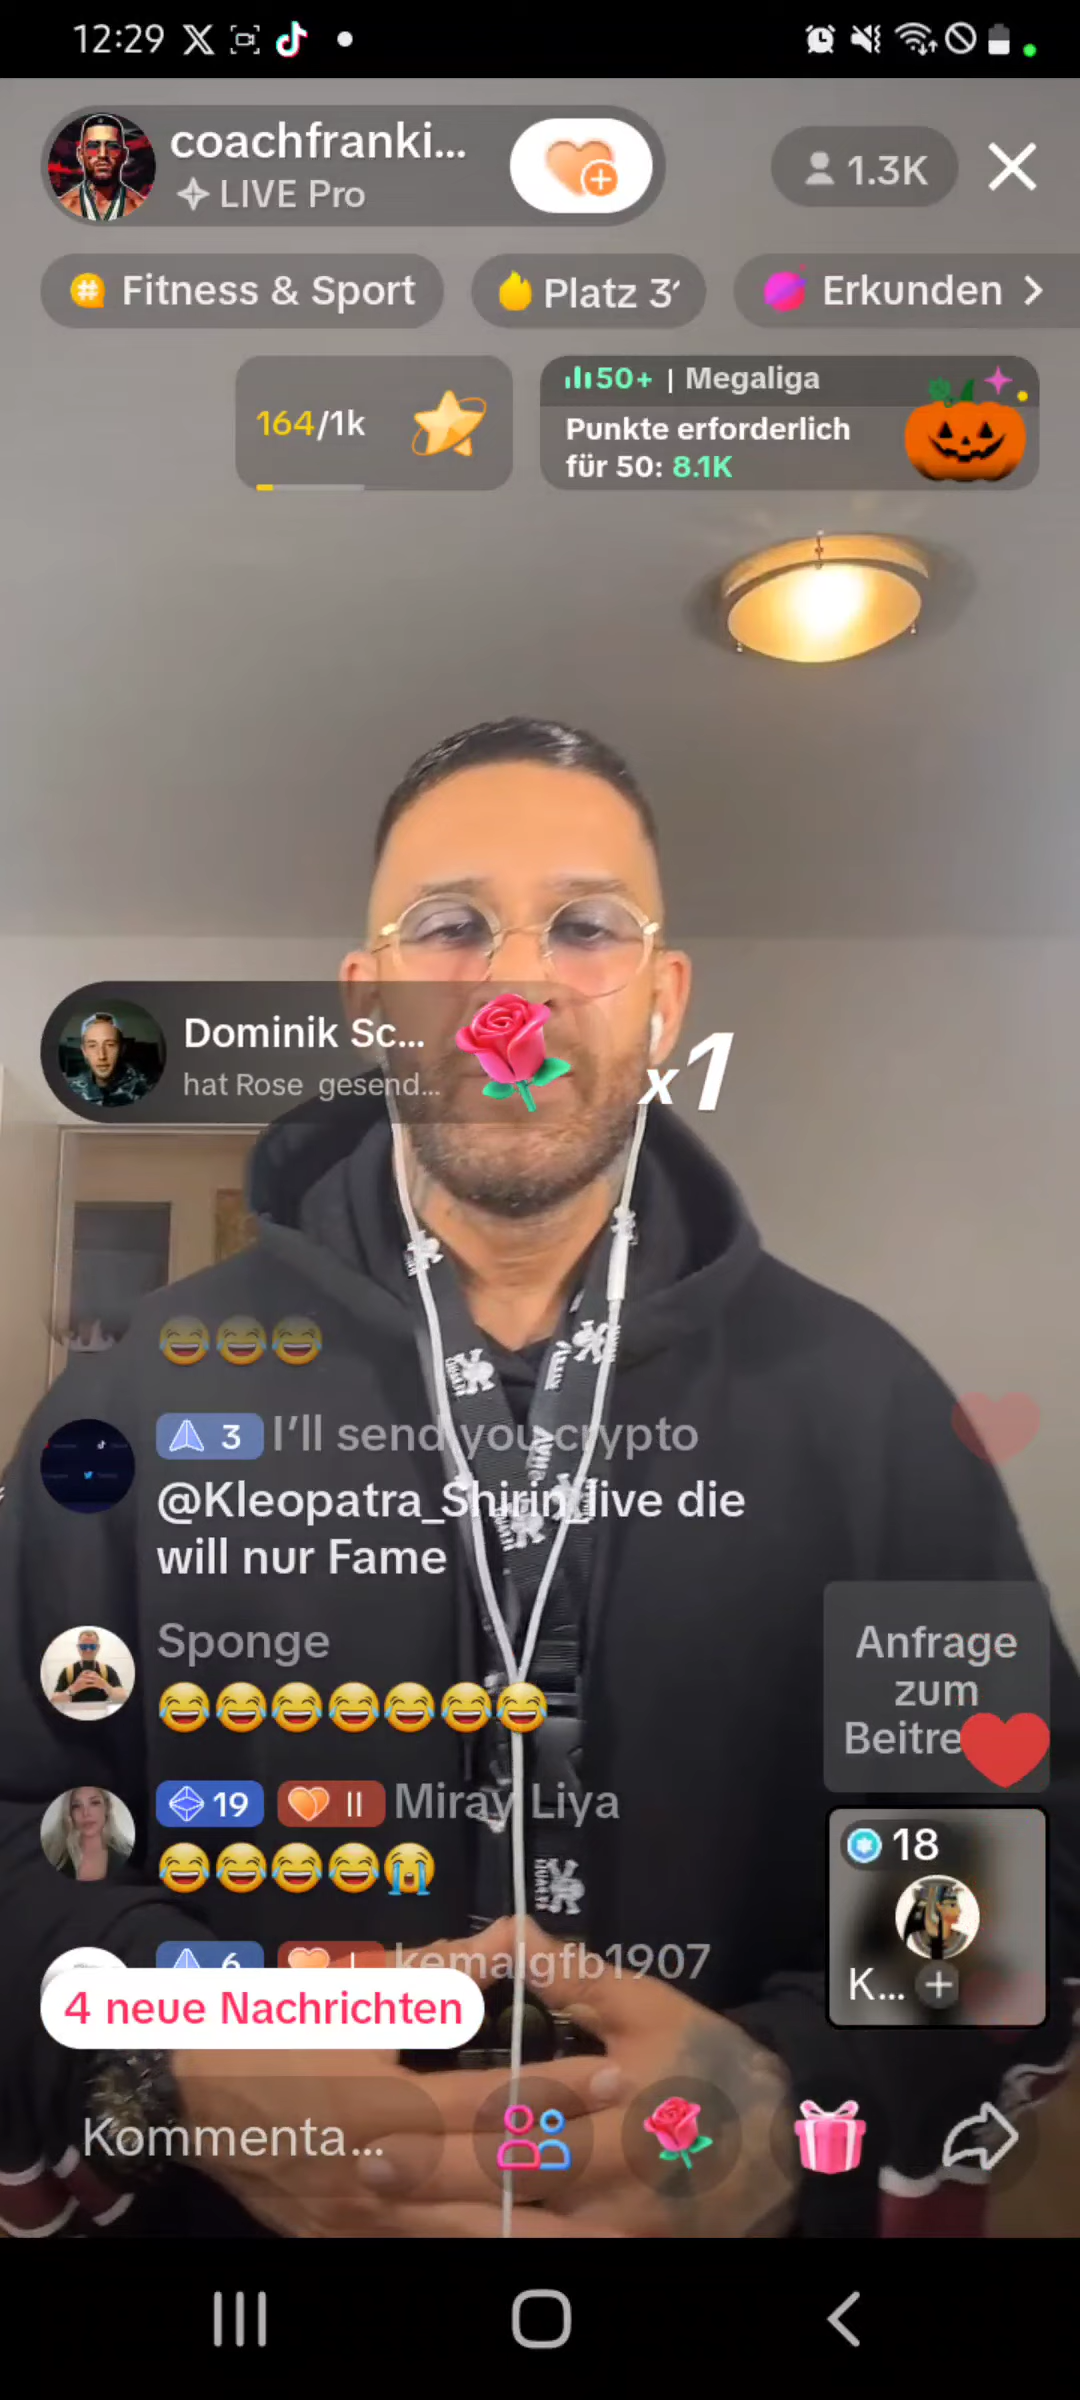 12:29
coachfranki...
LIVE Pro
1.3K
Fitness & Sport
Platz 3
Erkunden
164/1k
50+ | Megaliga
Punkte erforderlich
für 50: 8.1K
Dominik Sc...
hat Rose gesend...
x1
😂😂😂
3 I'll send you crypto
@Kleopatra_Shirin_live die
will nur Fame
Sponge
😂😂😂😂😂😂😂
19 II Miray Liya
😂😂😂😂😭
6 I kemalgfb1907
4 neue Nachrichten
Anfrage
zum
Beitre
18
K...
Kommenta...